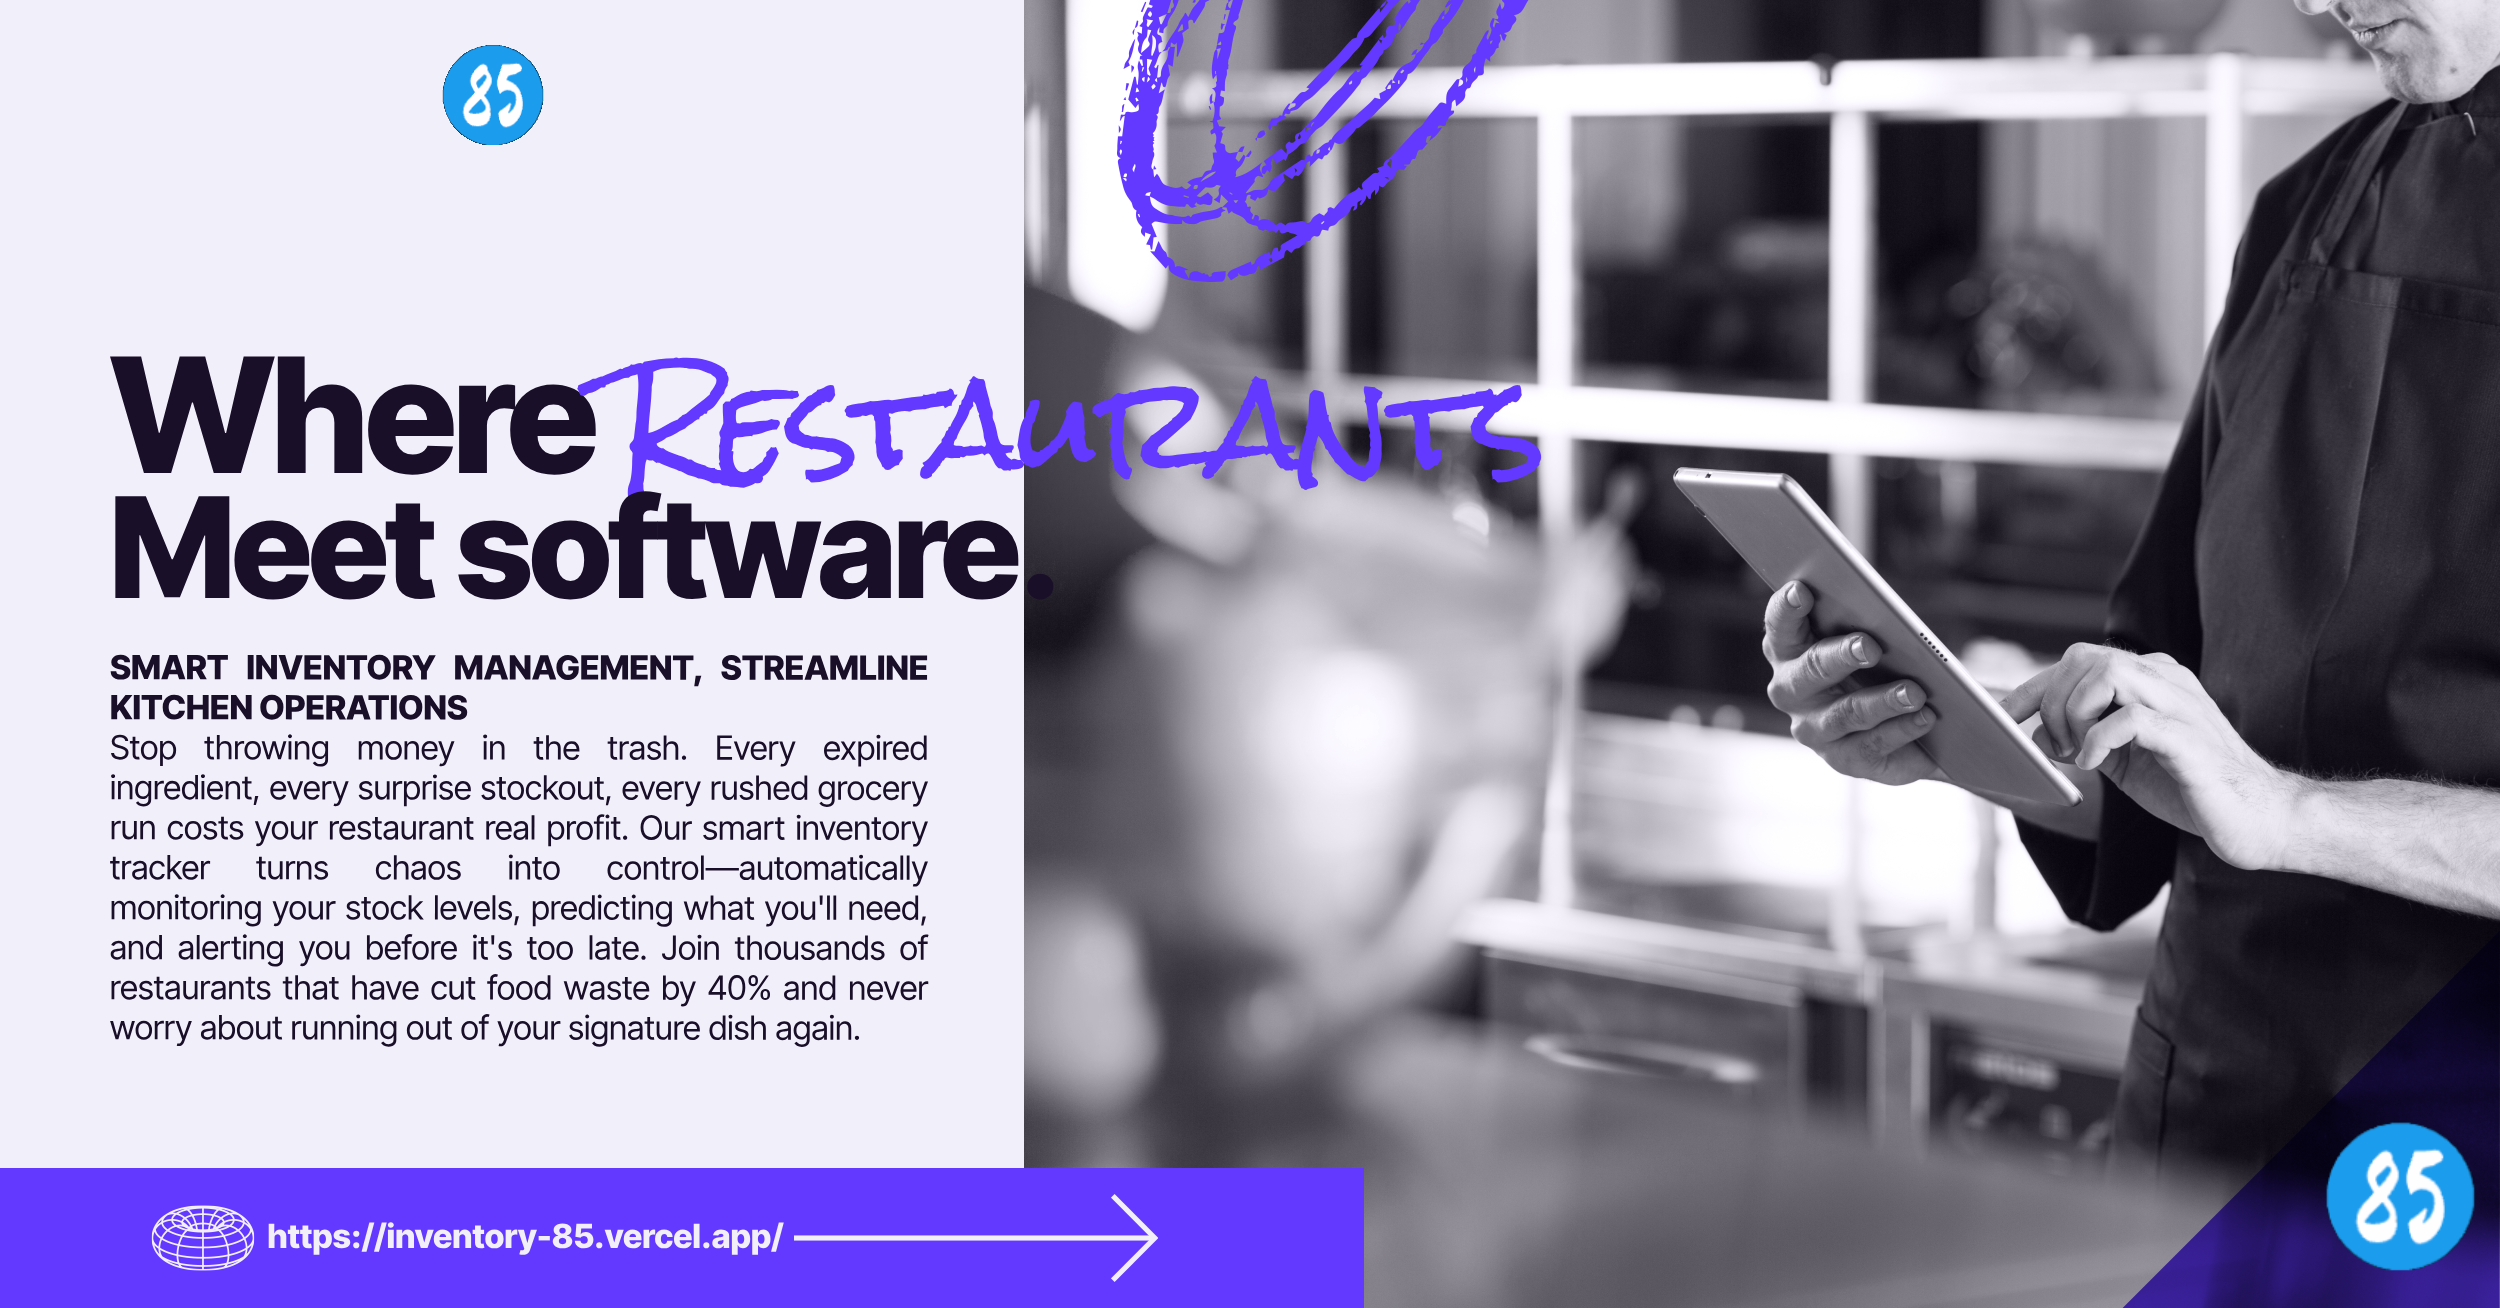 85
Where RESTAURANTS
Meet software.
SMART INVENTORY MANAGEMENT, STREAMLINE
KITCHEN OPERATIONS
Stop throwing money in the trash. Every expired
ingredient, every surprise stockout, every rushed grocery
run costs your restaurant real profit. Our smart inventory
tracker turns chaos into control—automatically
monitoring your stock levels, predicting what you'll need,
and alerting you before it's too late. Join thousands of
restaurants that have cut food waste by 40% and never
worry about running out of your signature dish again.
https://inventory-85.vercel.app/
85